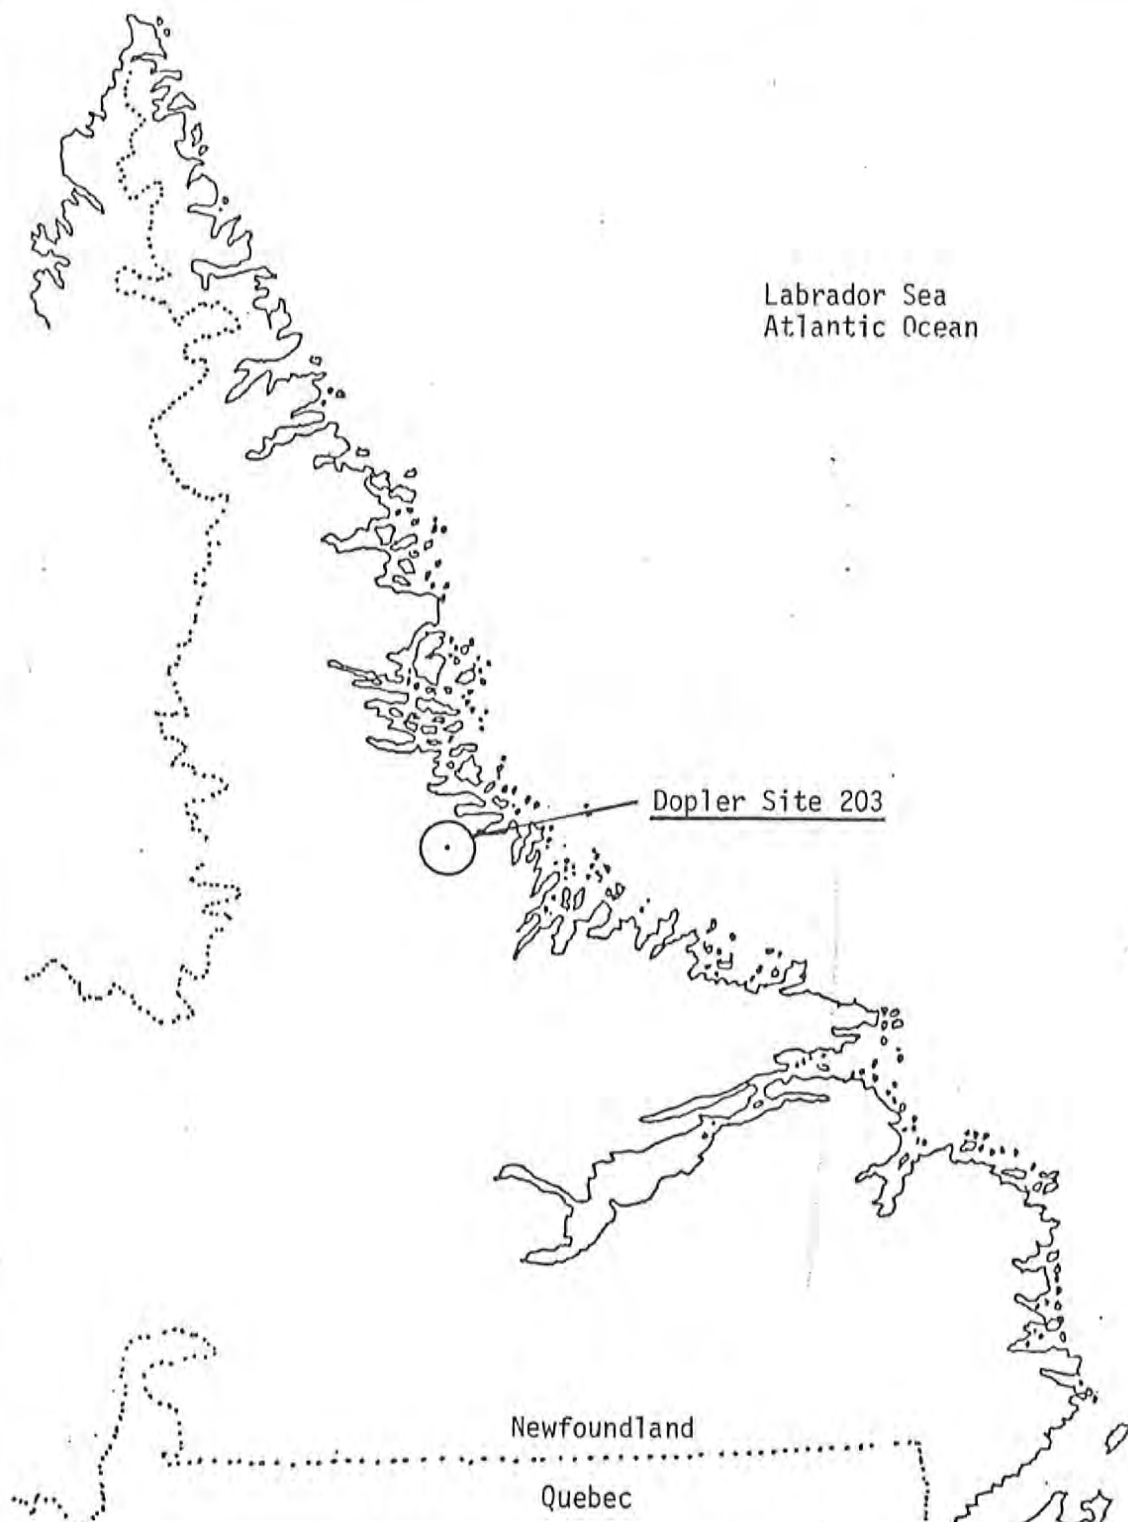 Labrador Sea
Atlantic Ocean
Dopler Site 203
Newfoundland
Quebec